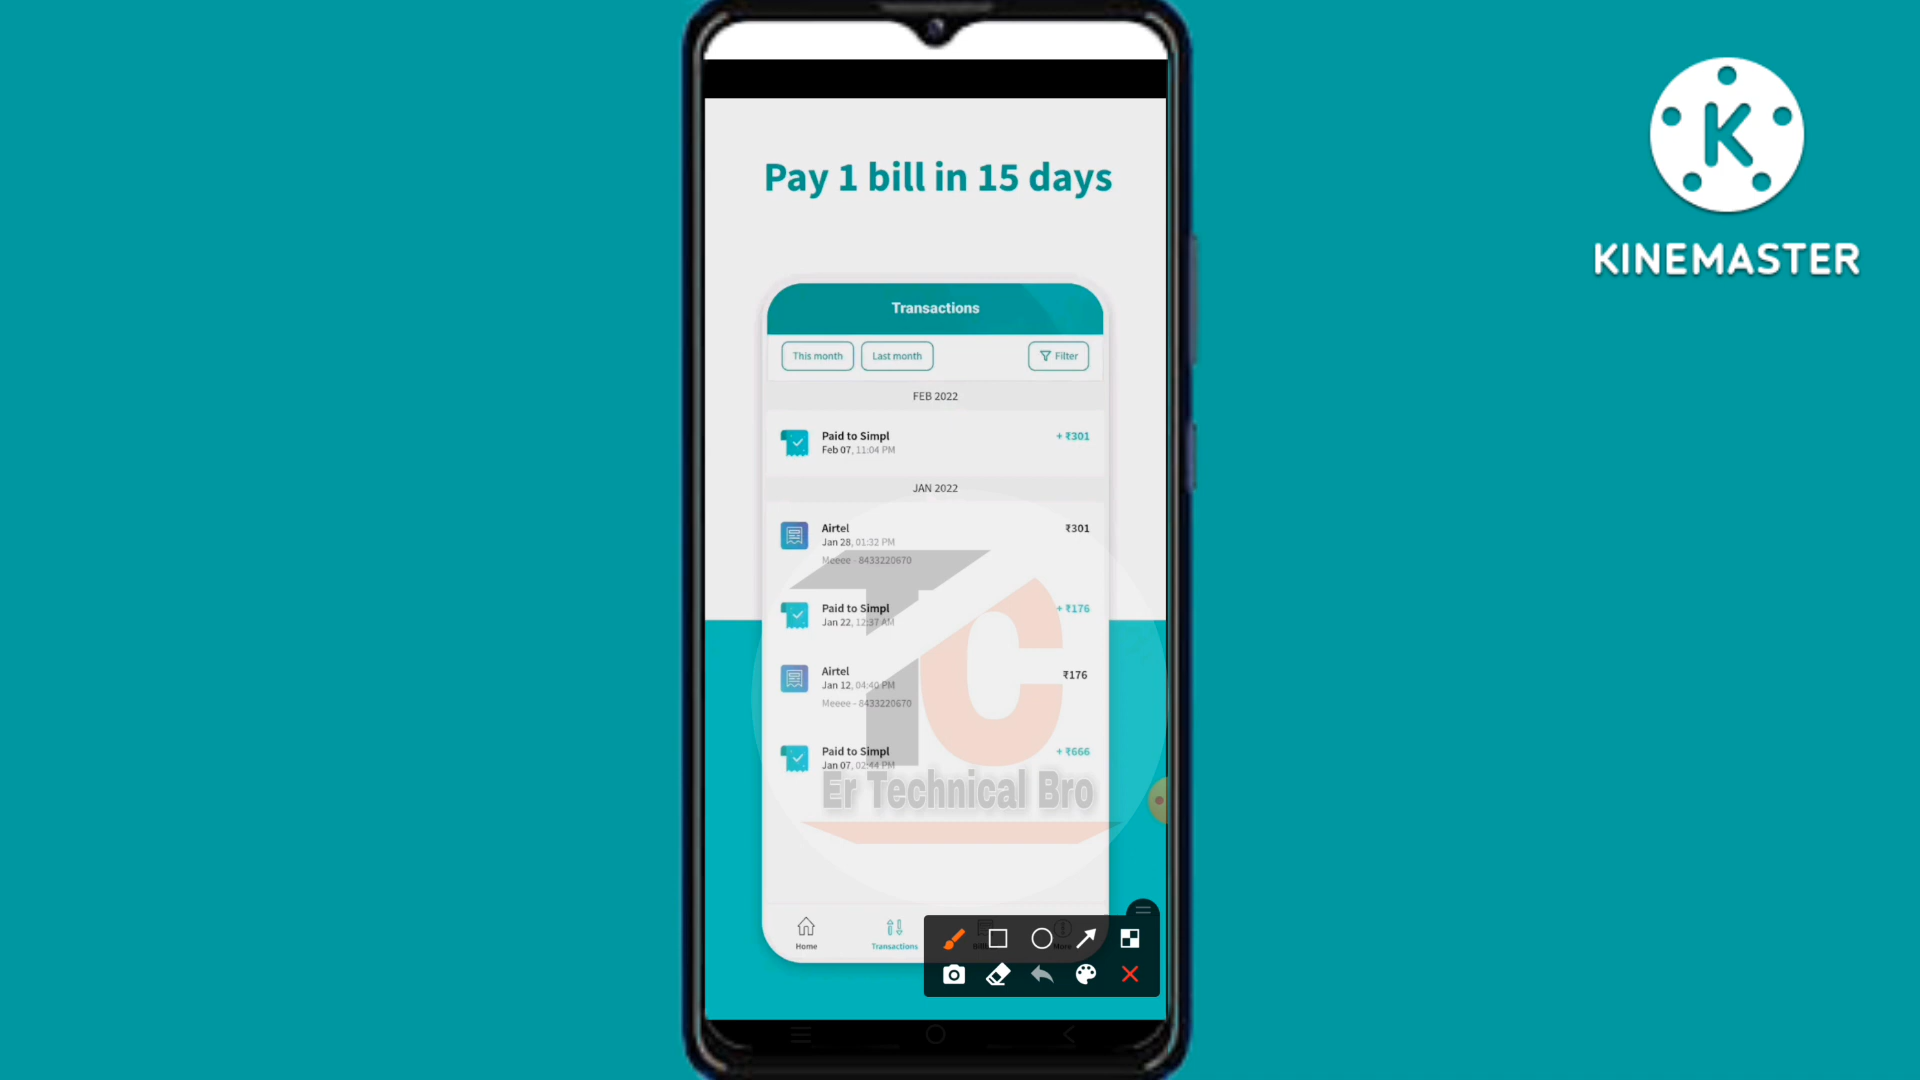 Pay 1 bill in 15 days
KINEMASTER
Transactions
This month
Last month
Filter
FEB 2022
Paid to Simpl
+ ₹301
Feb 07, 11:04 PM
JAN 2022
Airtel
₹301
Jan 28, 01:32 PM
Meeee - 8433220670
Paid to Simpl
+ ₹176
Jan 22, 12:37 AM
Airtel
₹176
Jan 12, 04:40 PM
Meeee - 8433220670
Paid to Simpl
+ ₹666
Jan 07, 02:44 PM
TC
Er Technical Bro
Home
Transactions
More